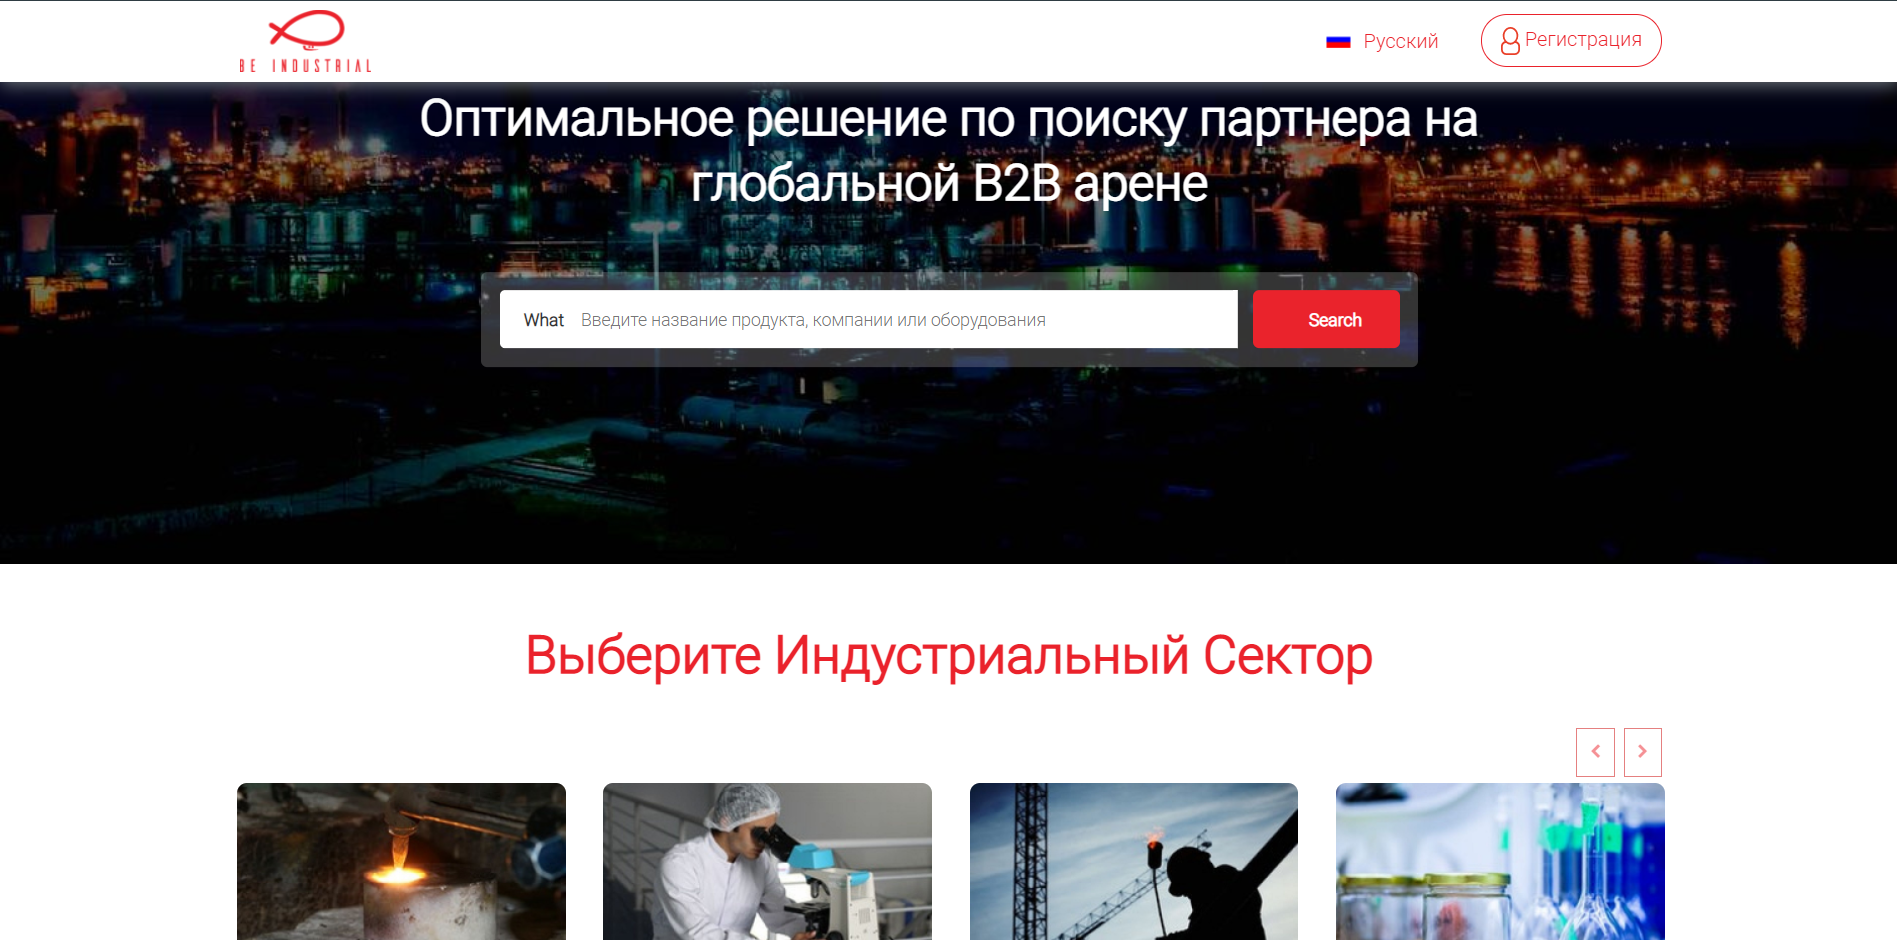 BE INDUSTRIAL
Русский
Регистрация
Оптимальное решение по поиску партнера на
глобальной B2B арене
What Введите название продукта, компании или оборудования
Search
Выберите Индустриальный Сектор